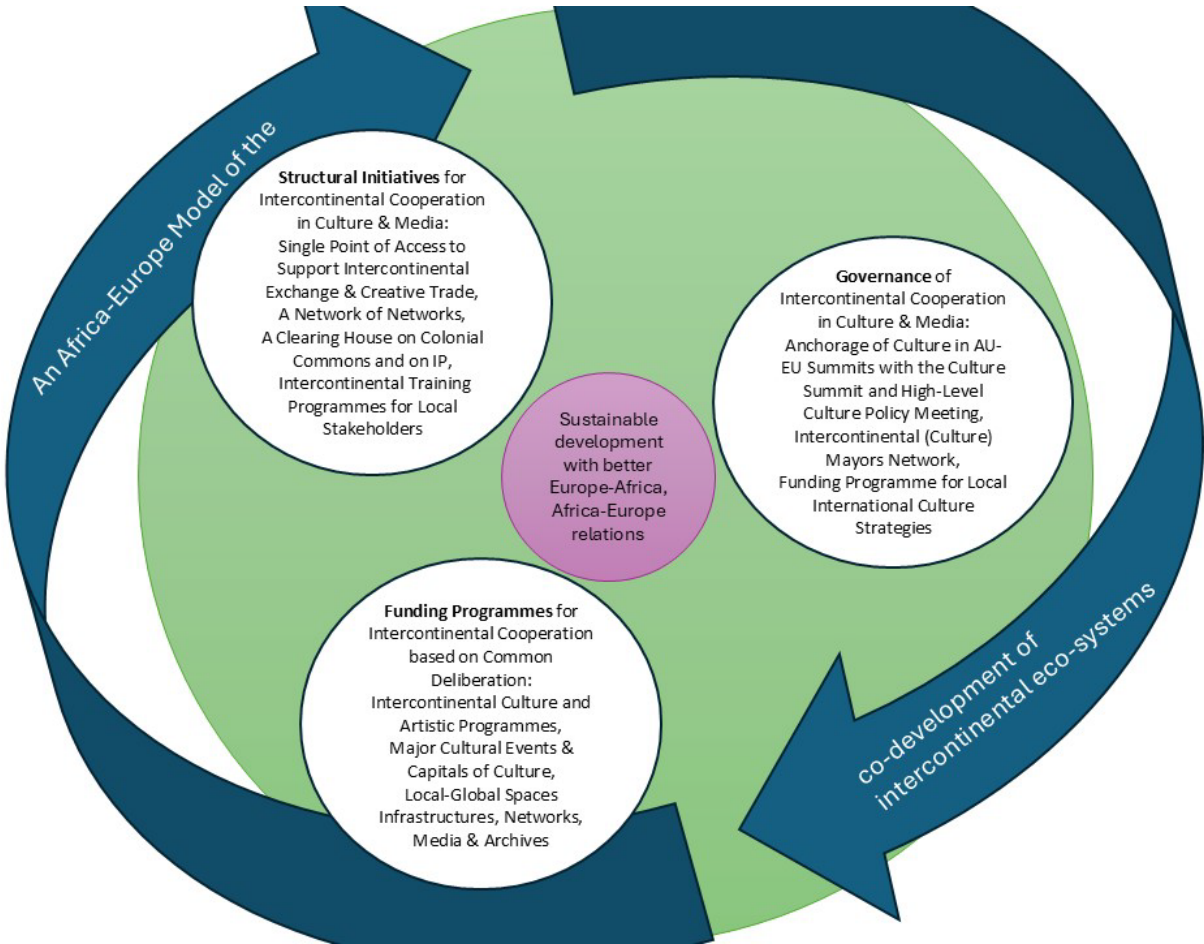 An Africa-Europe Model of the
Structural Initiatives for
Intercontinental Cooperation
in Culture & Media:
Single Point of Access to
Support Intercontinental
Exchange & Creative Trade,
A Network of Networks,
A Clearing House on Colonial
Commons and on IP,
Intercontinental Training
Programmes for Local
Stakeholders
Governance of
Intercontinental Cooperation
in Culture & Media:
Anchorage of Culture in AU-
EU Summits with the Culture
Summit and High-Level
Culture Policy Meeting,
Intercontinental (Culture)
Mayors Network,
Funding Programme for Local
International Culture
Strategies
Sustainable
development
with better
Europe-Africa,
Africa-Europe
relations
Funding Programmes for
Intercontinental Cooperation
based on Common
Deliberation:
Intercontinental Culture and
Artistic Programmes,
Major Cultural Events &
Capitals of Culture,
Local-Global Spaces
Infrastructures, Networks,
Media & Archives
co-development of
intercontinental eco-systems